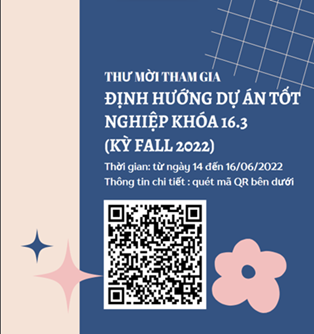 THƯ MỜI THAM GIA
ĐỊNH HƯỚNG DỰ ÁN TỐT
NGHIỆP KHÓA 16.3
(KỲ FALL 2022)
Thời gian: từ ngày 14 đến 16/06/2022
Thông tin chi tiết : quét mã QR bên dưới